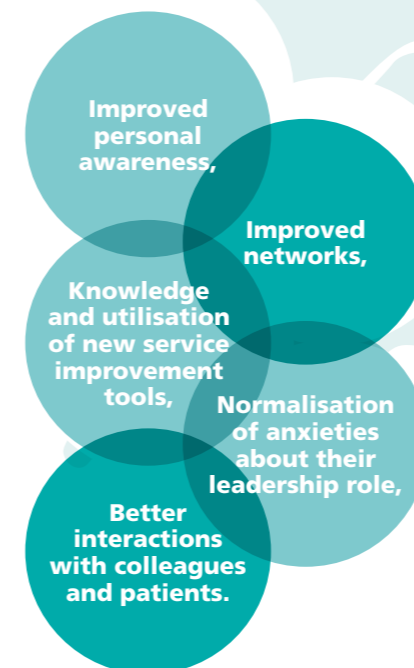 Improved
personal
awareness,
Improved
networks,
Knowledge
and utilisation
of new service
improvement
tools,
Normalisation
of anxieties
about their
leadership role,
Better
interactions
with colleagues
and patients.